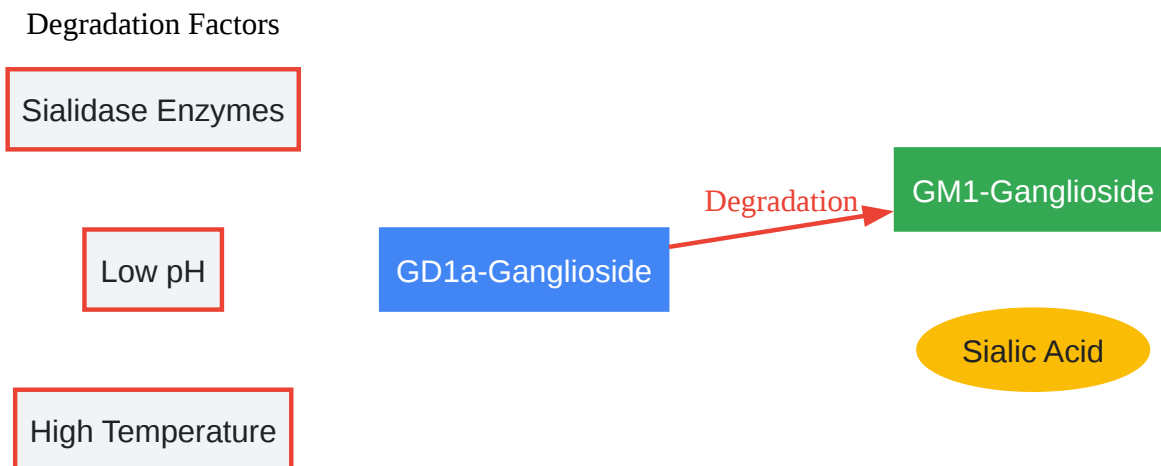 Degradation Factors
Sialidase Enzymes
Low pH
High Temperature
GD1a-Ganglioside
Degradation
GM1-Ganglioside
Sialic Acid